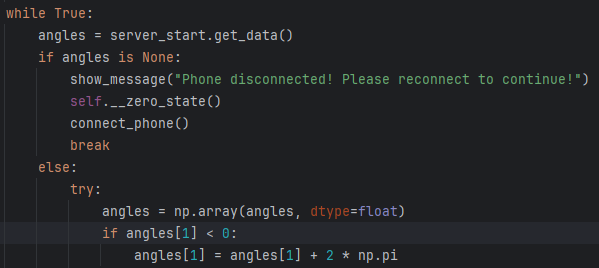 while True:
    angles = server_start.get_data()
    if angles is None:
        show_message("Phone disconnected! Please reconnect to continue!")
        self.__zero_state()
        connect_phone()
        break
    else:
        try:
            angles = np.array(angles, dtype=float)
            if angles[1] < 0:
                angles[1] = angles[1] + 2 * np.pi